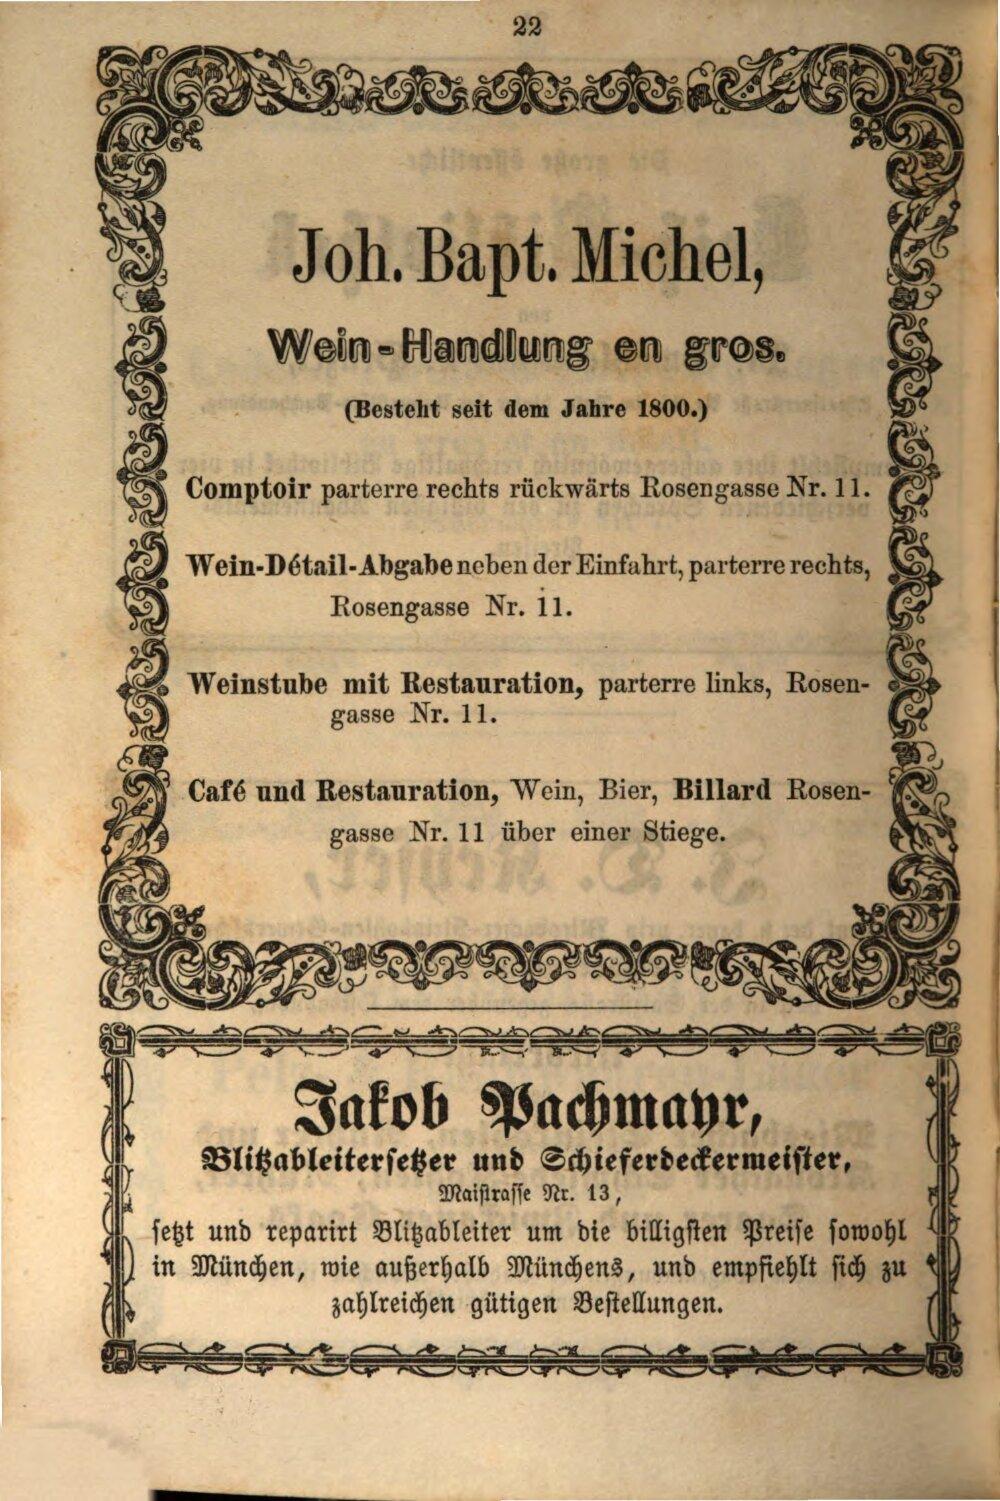 22
Joh. Bapt. Michel,
Wein-Handlung en gros.
(Besteht seit dem Jahre 1800.)
Comptoir parterre rechts rückwärts Rosengasse Nr. 11.
Wein-Détail-Abgabe neben der Einfahrt, parterre rechts,
Rosengasse Nr. 11.
Weinstube mit Restauration, parterre links, Rosen-
gasse Nr. 11.
Café und Restauration, Wein, Bier, Billard Rosen-
gasse Nr. 11 über einer Stiege.
Jakob Pachmayr,
Blitzableitersetzer und Schieferdeckermeister,
Maistrasse Nr. 13,
setzt und reparirt Blitzableiter um die billigsten Preise sowohl
in München, wie außerhalb Münchens, und empfiehlt sich zu
zahlreichen gütigen Bestellungen.